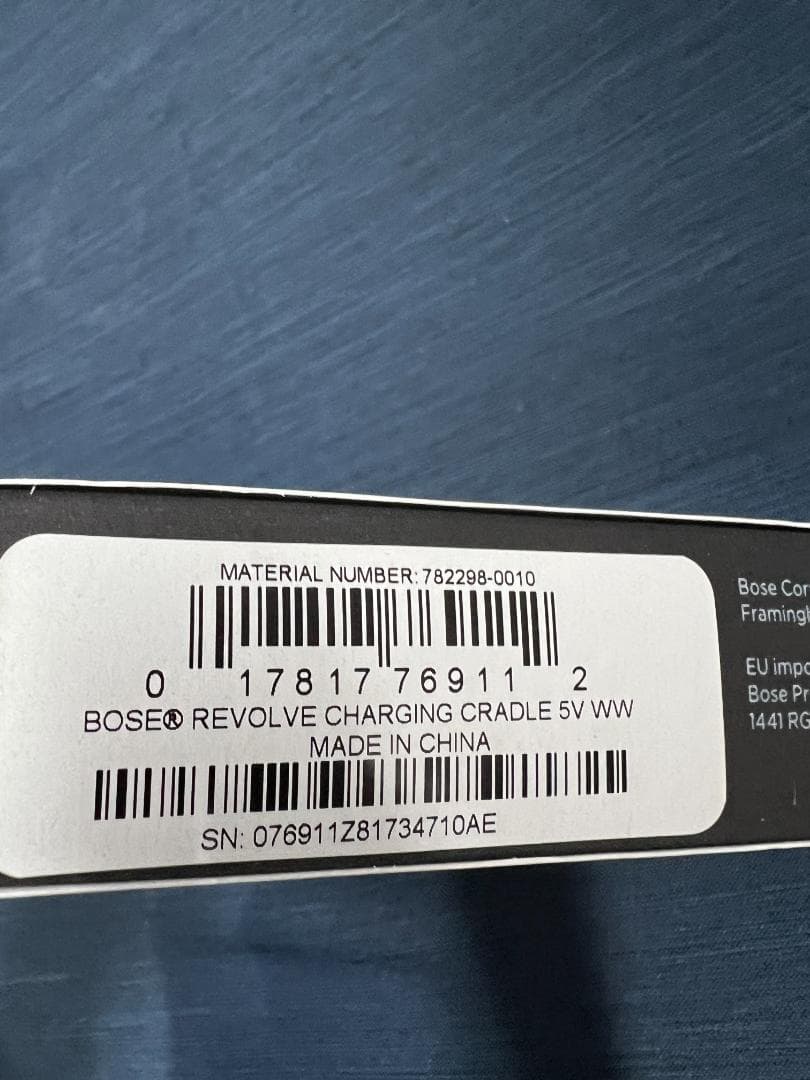 MATERIAL NUMBER: 782298-0010
0 17817 76911 2
BOSE® REVOLVE CHARGING CRADLE 5V WW
MADE IN CHINA
SN: 076911Z81734710AE
Bose Cor
Framing
EU impo
Bose Pr
1441 RG